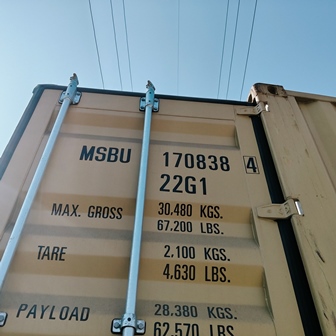 MSBU 170838 4
22G1
MAX. GROSS 30.480 KGS.
67.200 LBS.
TARE 2.100 KGS.
4.630 LBS.
PAYLOAD 28.380 KGS.
62.570 LBS.